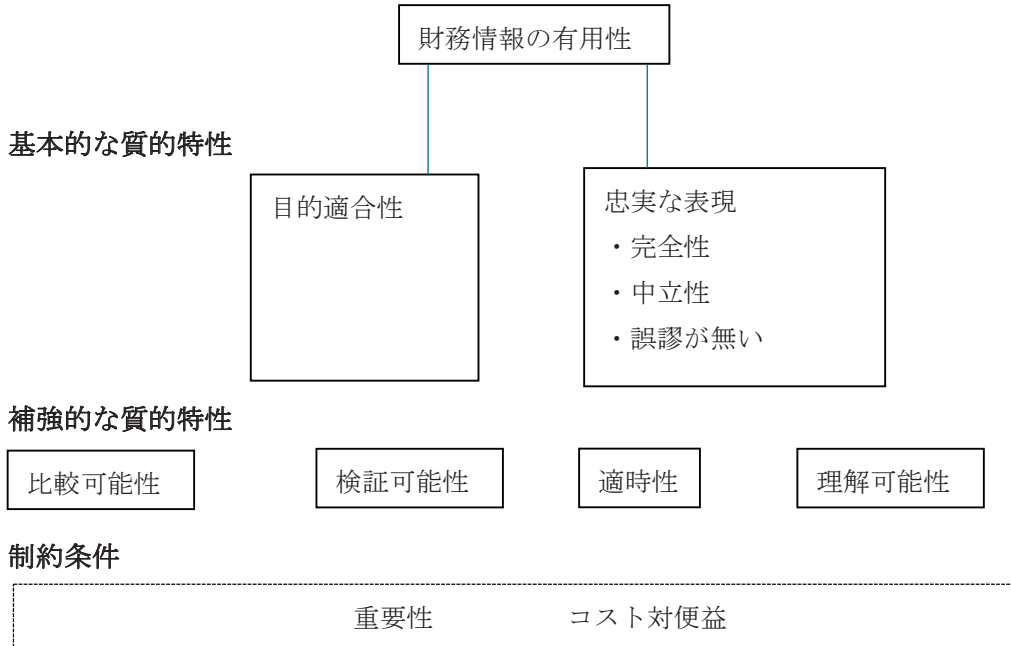 財務情報の有用性
基本的な質的特性
目的適合性
忠実な表現
・完全性
・中立性
・誤謬が無い
補強的な質的特性
比較可能性
検証可能性
適時性
理解可能性
制約条件
重要性 コスト対便益